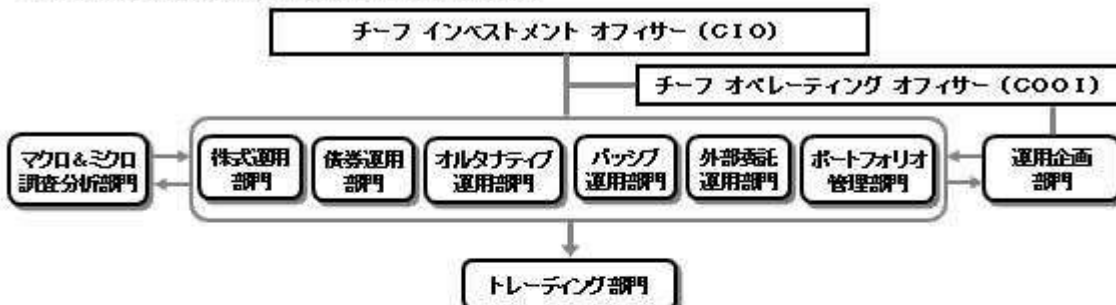 チーフ インベストメント オフィサー (CIO)
チーフ オペレーティング オフィサー (COOI)
マクロ&ミクロ
調査分析部門
株式運用
部門
債券運用
部門
オルタナティブ
運用部門
パッシブ
運用部門
外部委託
運用部門
ポートフォリオ
管理部門
運用企画
部門
トレーディング部門